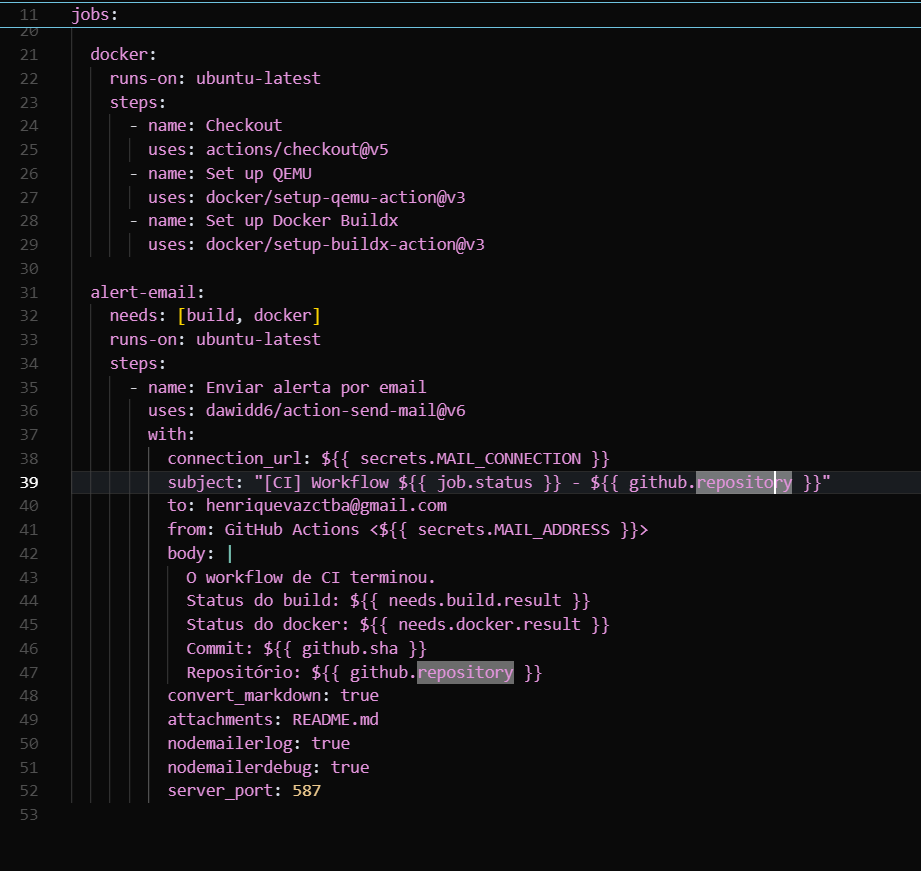 11 jobs:
20
21 docker:
22 runs-on: ubuntu-latest
23 steps:
24 - name: Checkout
25 uses: actions/checkout@v5
26 - name: Set up QEMU
27 uses: docker/setup-qemu-action@v3
28 - name: Set up Docker Buildx
29 uses: docker/setup-buildx-action@v3
30
31 alert-email:
32 needs: [build, docker]
33 runs-on: ubuntu-latest
34 steps:
35 - name: Enviar alerta por email
36 uses: dawidd6/action-send-mail@v6
37 with:
38 connection_url: ${{ secrets.MAIL_CONNECTION }}
39 subject: "[CI] Workflow ${{ job.status }} - ${{ github.repository }}"
40 to: henriquevazctba@gmail.com
41 from: GitHub Actions <${{ secrets.MAIL_ADDRESS }}>
42 body: |
43 O workflow de CI terminou.
44 Status do build: ${{ needs.build.result }}
45 Status do docker: ${{ needs.docker.result }}
46 Commit: ${{ github.sha }}
47 Repositório: ${{ github.repository }}
48 convert_markdown: true
49 attachments: README.md
50 nodemailerlog: true
51 nodemailerdebug: true
52 server_port: 587
53